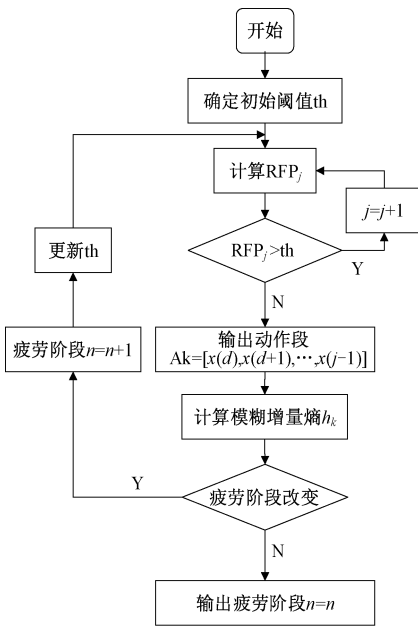 开始
确定初始阈值th
计算RFPj
j=j+1
RFPj>th
Y
更新th
N
输出动作段
Ak=[x(d),x(d+1),⋯,x(j-1)]
疲劳阶段n=n+1
计算模糊增量熵hk
Y
疲劳阶段改变
N
输出疲劳阶段n=n